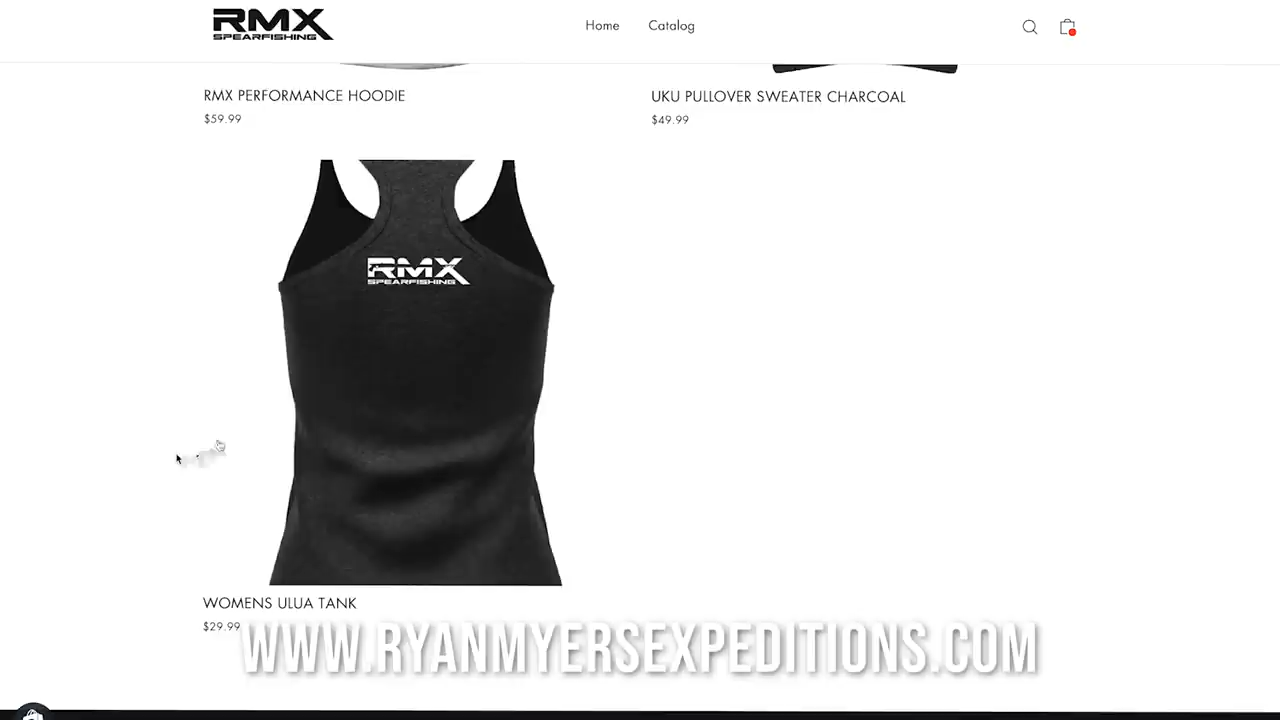 RMX
SPEARFISHING
Home
Catalog
RMX PERFORMANCE HOODIE
$59.99
UKU PULLOVER SWEATER CHARCOAL
$49.99
RMX
SPEARFISHING
WOMENS ULUA TANK
$29.99
WWW.RYANMYERSEXPEDITIONS.COM